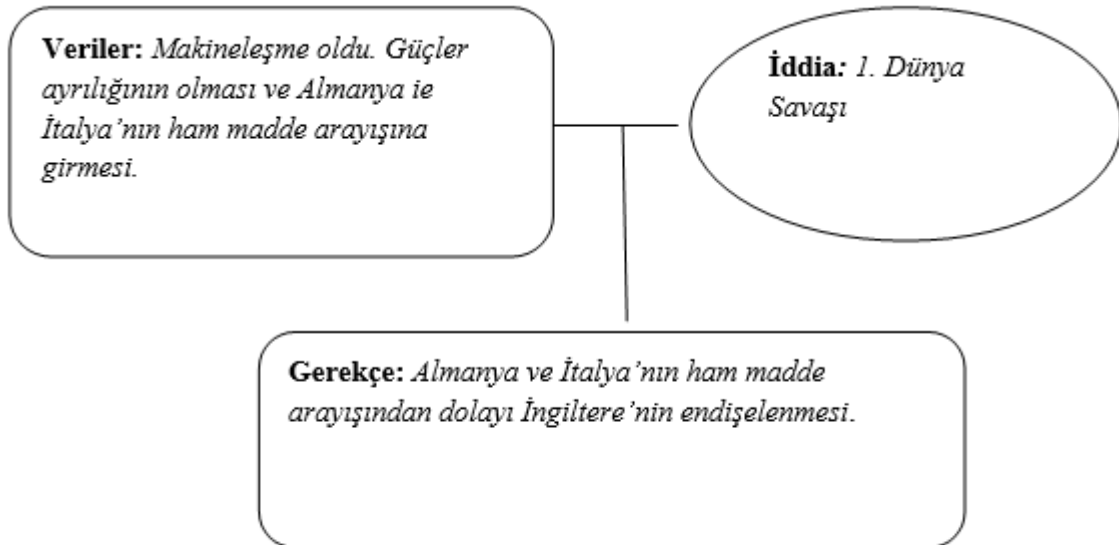 Veriler: Makineleşme oldu. Güçler
ayrılığının olması ve Almanya ie
İtalya’nın ham madde arayışına
girmesi.
İddia: 1. Dünya
Savaşı
Gerekçe: Almanya ve İtalya’nın ham madde
arayışından dolayı İngiltere’nin endişelenmesi.